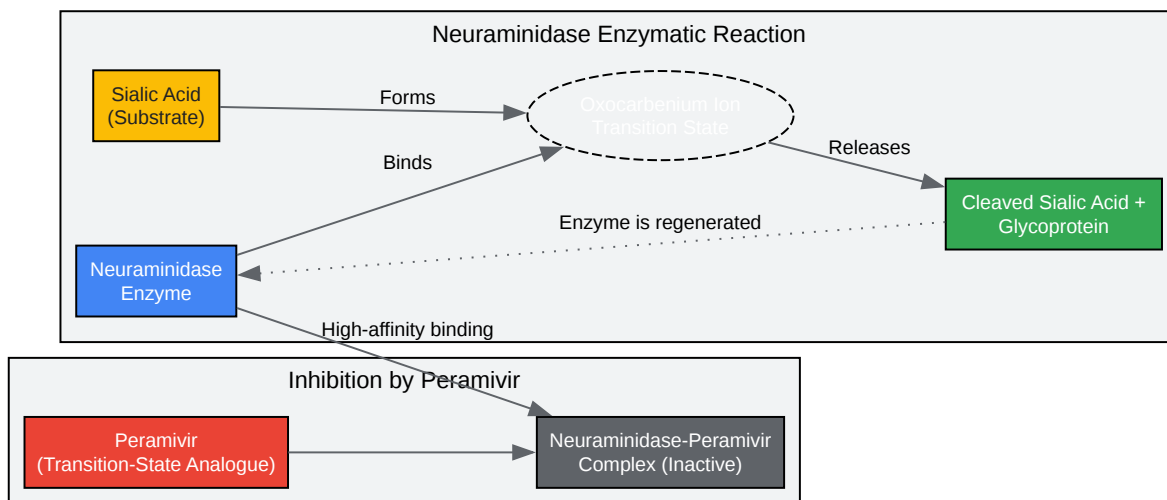 Neuraminidase Enzymatic Reaction
Sialic Acid
(Substrate)
Forms
Oxocarbenium Ion
Transition State
Binds
Releases
Cleaved Sialic Acid +
Glycoprotein
Enzyme is regenerated
Neuraminidase
Enzyme
High-affinity binding
Inhibition by Peramivir
Peramivir
(Transition-State Analogue)
Neuraminidase-Peramivir
Complex (Inactive)